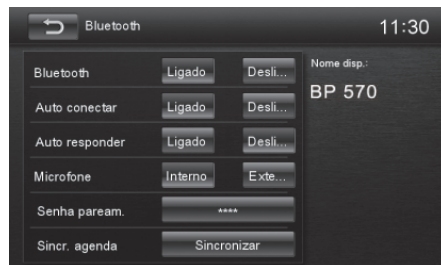 Bluetooth 11:30
Bluetooth Ligado Desli...
Auto conectar Ligado Desli...
Auto responder Ligado Desli...
Microfone Interno Exte...
Senha paream. ****
Sincr. agenda Sincronizar
Nome disp.:
BP 570